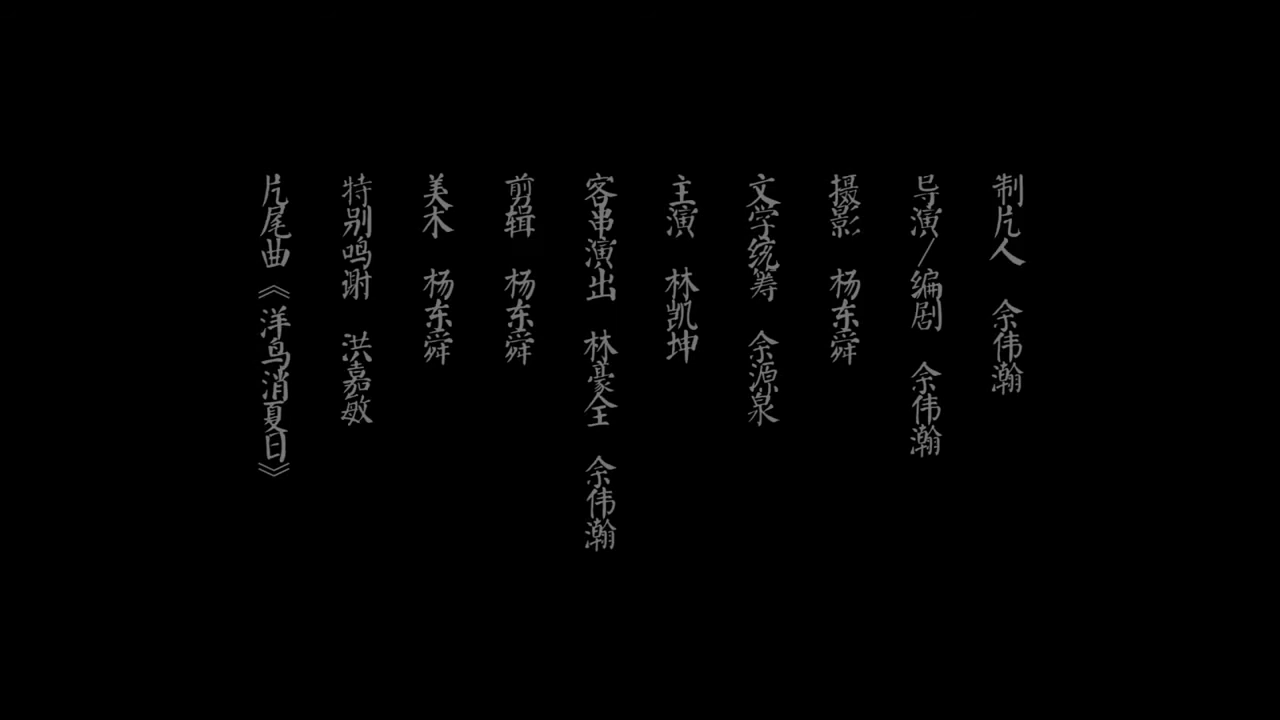 制片人 余伟瀚
导演/编剧 余伟瀚
摄影 杨东舜
文学统筹 余源泉
主演 林凯坤
客串演出 林豪全 余伟瀚
剪辑 杨东舜
美术 杨东舜
特别鸣谢 洪嘉敏
片尾曲《洋鸟消夏日》